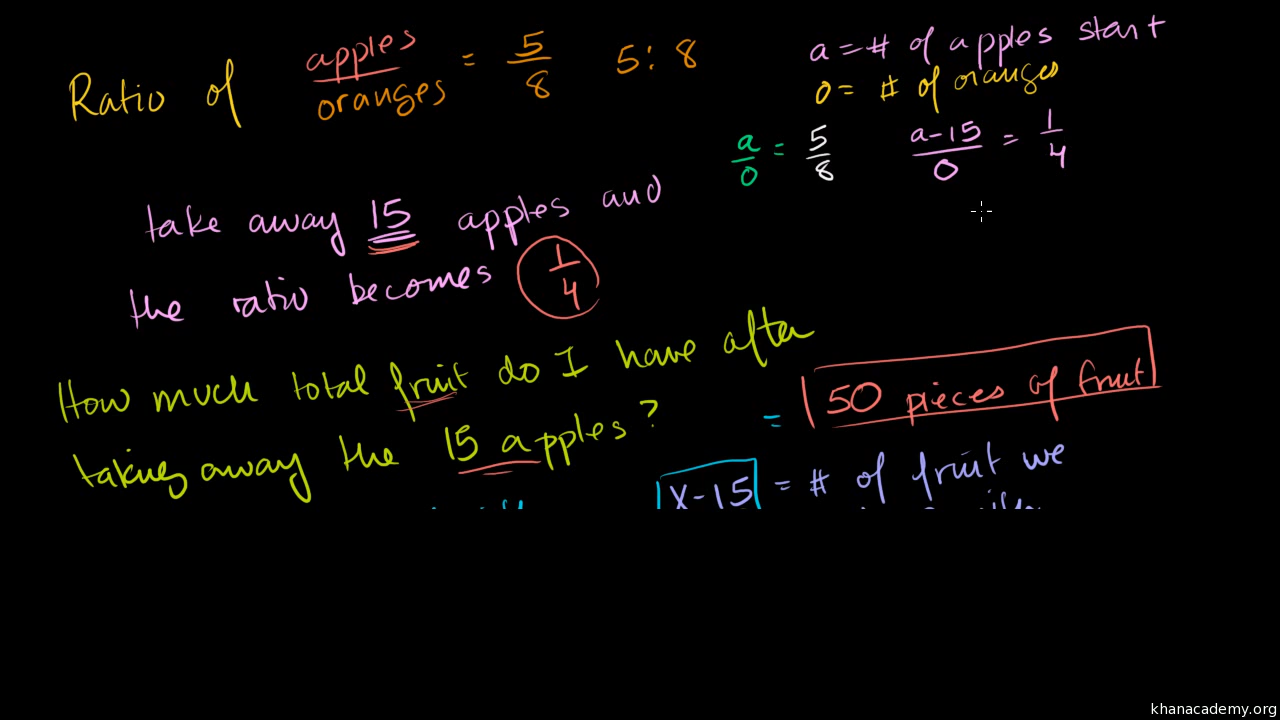 Ratio of apples/oranges = 5/8 5:8
a = # of apples start
o = # of oranges
a/o = 5/8 a-15/o = 1/4
take away 15 apples and
the ratio becomes 1/4
How much total fruit do I have after
taking away the 15 apples?
= 50 pieces of fruit
x-15 = # of fruit we
khanacademy.org